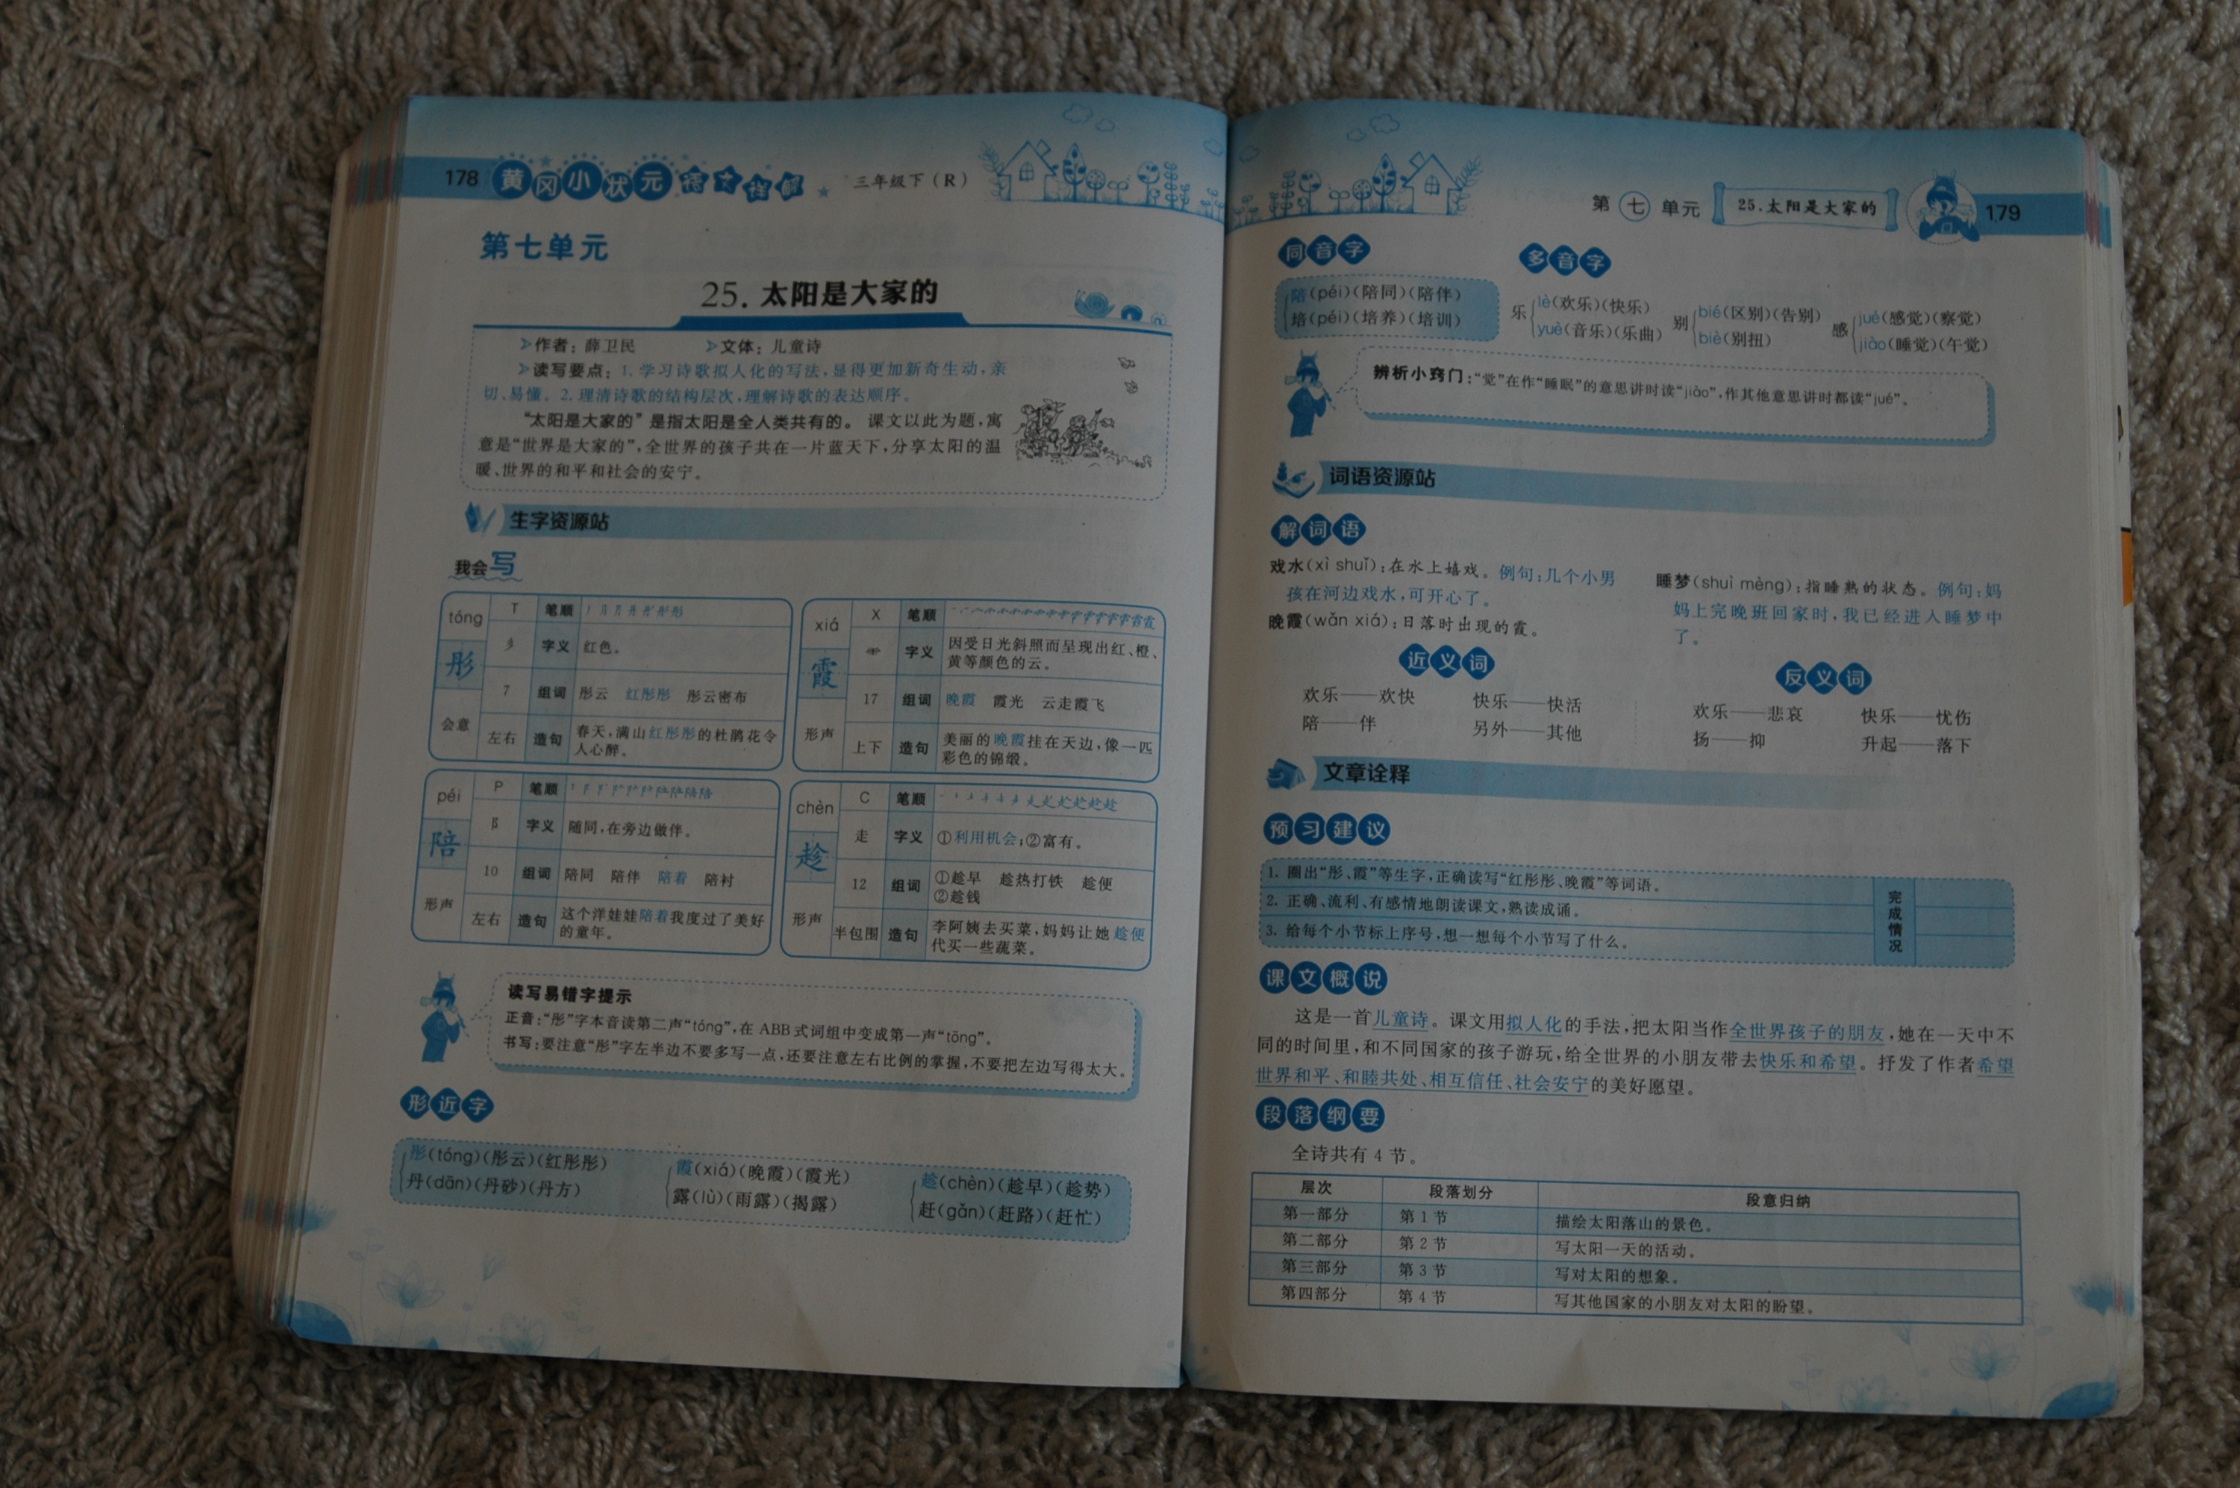 178 黄冈小状元 语文详解 三年级下(R)
第七单元
25.太阳是大家的
作者:薛卫民 文体:儿童诗
读写要点:1.学习诗歌拟人化的写法,显得更加新奇生动,亲
切、易懂。2.理清诗歌的结构层次,理解诗歌的表达顺序。
“太阳是大家的”是指太阳是全人类共有的。课文以此为题,寓
意是“世界是大家的”,全世界的孩子共在一片蓝天下,分享太阳的温
暖、世界的和平和社会的安宁。
生字资源站
我会写
tóng T 笔顺
彤 彡 字义 红色。
7 组词 彤云 红彤彤 彤云密布
会意 左右 造句 春天,满山红彤彤的杜鹃花令
人心醉。
xiá X 笔顺
霞 字义 因受日光斜照而呈现出红、橙、
黄等颜色的云。
17 组词 晚霞 霞光 云走霞飞
形声 上下 造句 美丽的晚霞挂在天边,像一匹
彩色的锦缎。
péi P 笔顺
陪 阝 字义 随同,在旁边做伴。
10 组词 陪同 陪伴 陪着 陪衬
形声 左右 造句 这个洋娃娃陪着我度过了美好
的童年。
chèn C 笔顺
趁 走 字义 ①利用机会;②富有。
12 组词 ①趁早 趁热打铁 趁便
②趁钱
形声 半包围 造句 李阿姨去买菜,妈妈让她趁便
代买一些蔬菜。
读写易错字提示
正音:“彤”字本音读第二声“tóng”,在ABB式词组中变成第一声“tōng”。
书写:要注意“彤”字左半边不要多写一点,还要注意左右比例的掌握,不要把左边写得太大。
形近字
彤(tóng)(彤云)(红彤彤) 霞(xiá)(晚霞)(霞光) 趁(chèn)(趁早)(趁势)
丹(dān)(丹砂)(丹方) 露(lù)(雨露)(揭露) 赶(gǎn)(赶路)(赶忙)
第七单元 25.太阳是大家的 179
同音字
陪(péi)(陪同)(陪伴)
培(péi)(培养)(培训)
多音字
乐 lè(欢乐)(快乐) 别 bié(区别)(告别) 感 jué(感觉)(察觉)
yuè(音乐)(乐曲) biè(别扭) jiào(睡觉)(午觉)
辨析小窍门:“觉”在作“睡眠”的意思讲时读“jiào”,作其他意思讲时都读“jué”。
词语资源站
解词语
戏水(xì shuǐ):在水上嬉戏。例句:几个小男
孩在河边戏水,可开心了。
晚霞(wǎn xiá):日落时出现的霞。
睡梦(shuì mèng):指睡熟的状态。例句:妈
妈上完晚班回家时,我已经进入睡梦中
了。
近义词
欢乐——欢快 快乐——快活
陪——伴 另外——其他
反义词
欢乐——悲哀 快乐——忧伤
扬——抑 升起——落下
文章诠释
预习建议
1. 圈出“彤、霞”等生字,正确读写“红彤彤、晚霞”等词语。
2. 正确、流利、有感情地朗读课文,熟读成诵。
3. 给每个小节标上序号,想一想每个小节写了什么。
完成情况
课文概说
这是一首儿童诗。课文用拟人化的手法,把太阳当作全世界孩子的朋友,她在一天中不
同的时间里,和不同国家的孩子游玩,给全世界的小朋友带去快乐和希望。抒发了作者希望
世界和平、和睦共处、相互信任、社会安宁的美好愿望。
段落纲要
全诗共有4节。
层次 段落划分 段意归纳
第一部分 第1节 描绘太阳落山的景色。
第二部分 第2节 写太阳一天的活动。
第三部分 第3节 写对太阳的想象。
第四部分 第4节 写其他国家的小朋友对太阳的盼望。